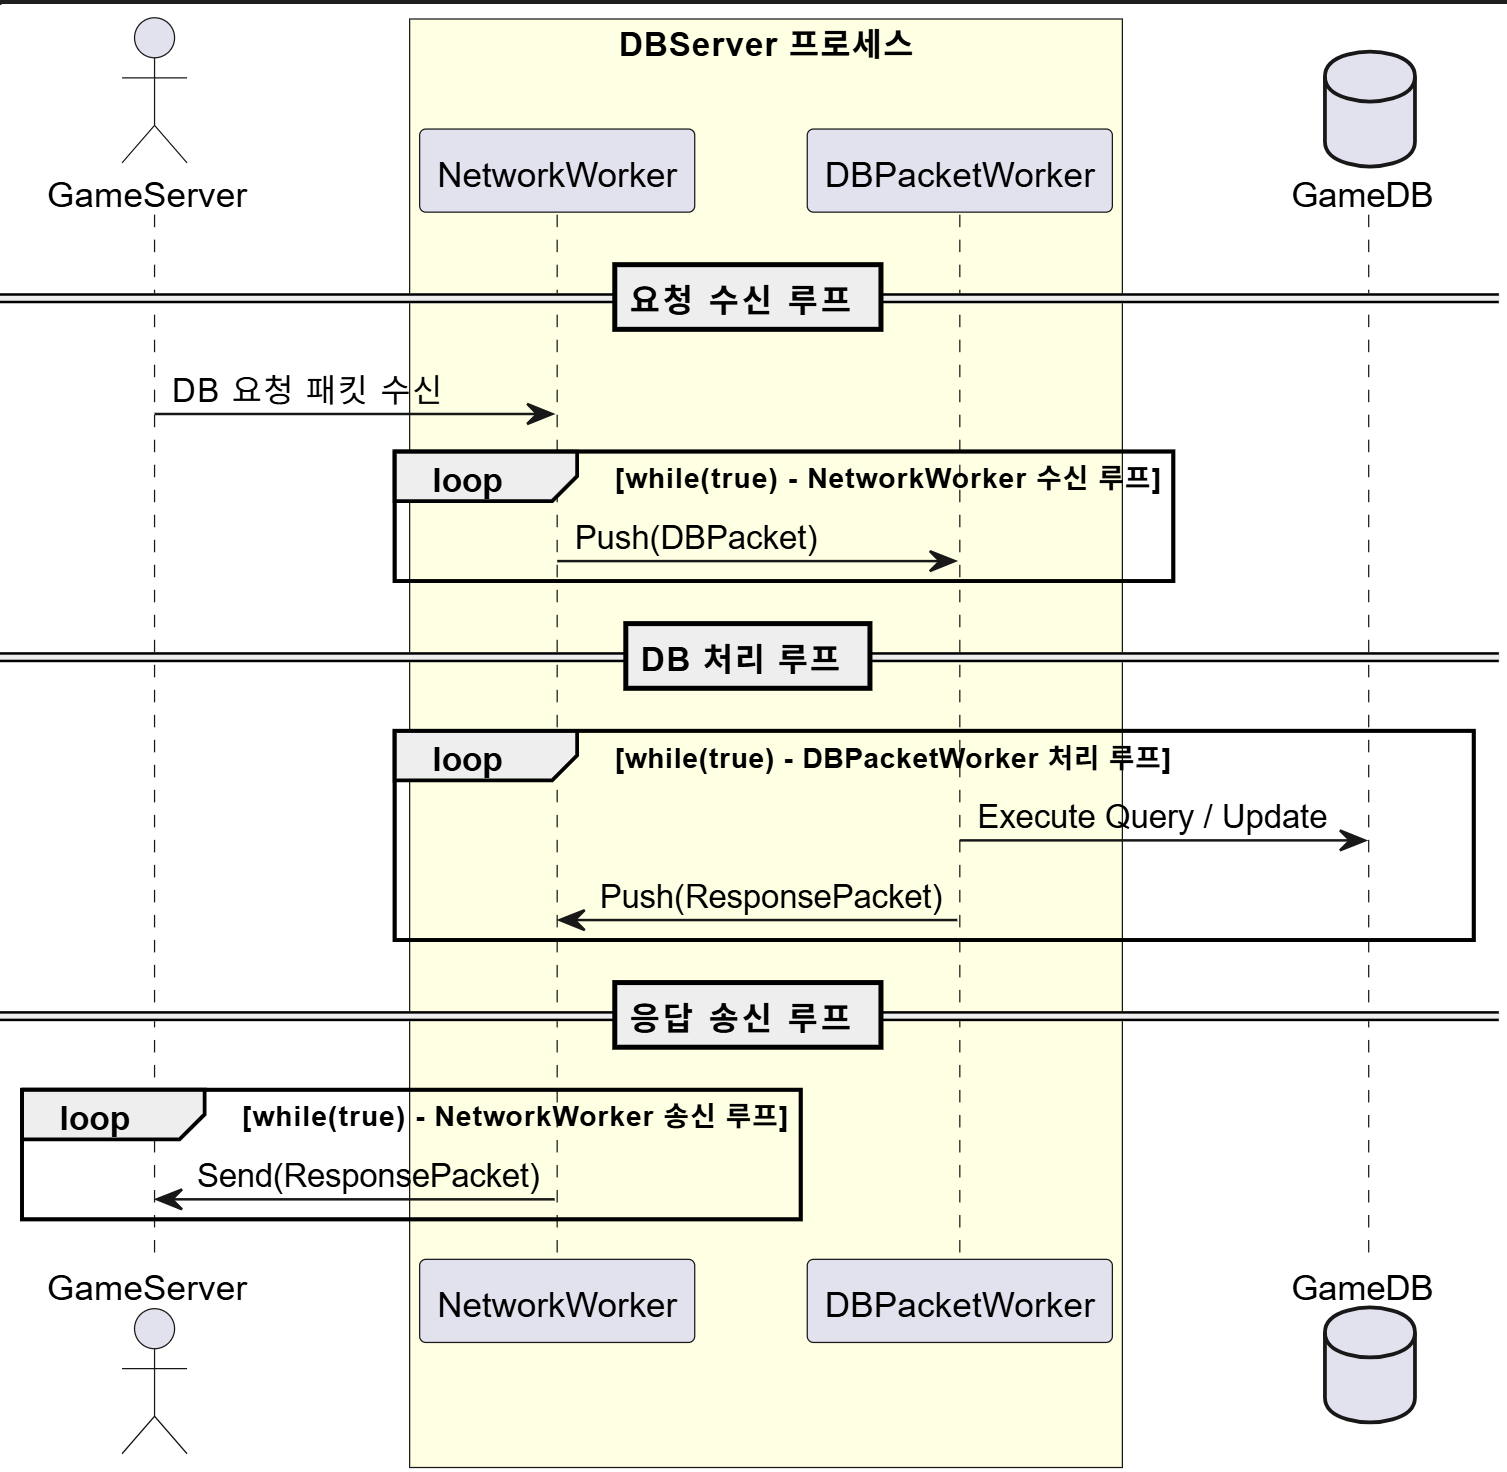 DBServer 프로세스
GameServer
NetworkWorker
DBPacketWorker
GameDB
요청 수신 루프
DB 요청 패킷 수신
loop
[while(true) - NetworkWorker 수신 루프]
Push(DBPacket)
DB 처리 루프
loop
[while(true) - DBPacketWorker 처리 루프]
Execute Query / Update
Push(ResponsePacket)
응답 송신 루프
loop
[while(true) - NetworkWorker 송신 루프]
Send(ResponsePacket)
GameServer
NetworkWorker
DBPacketWorker
GameDB